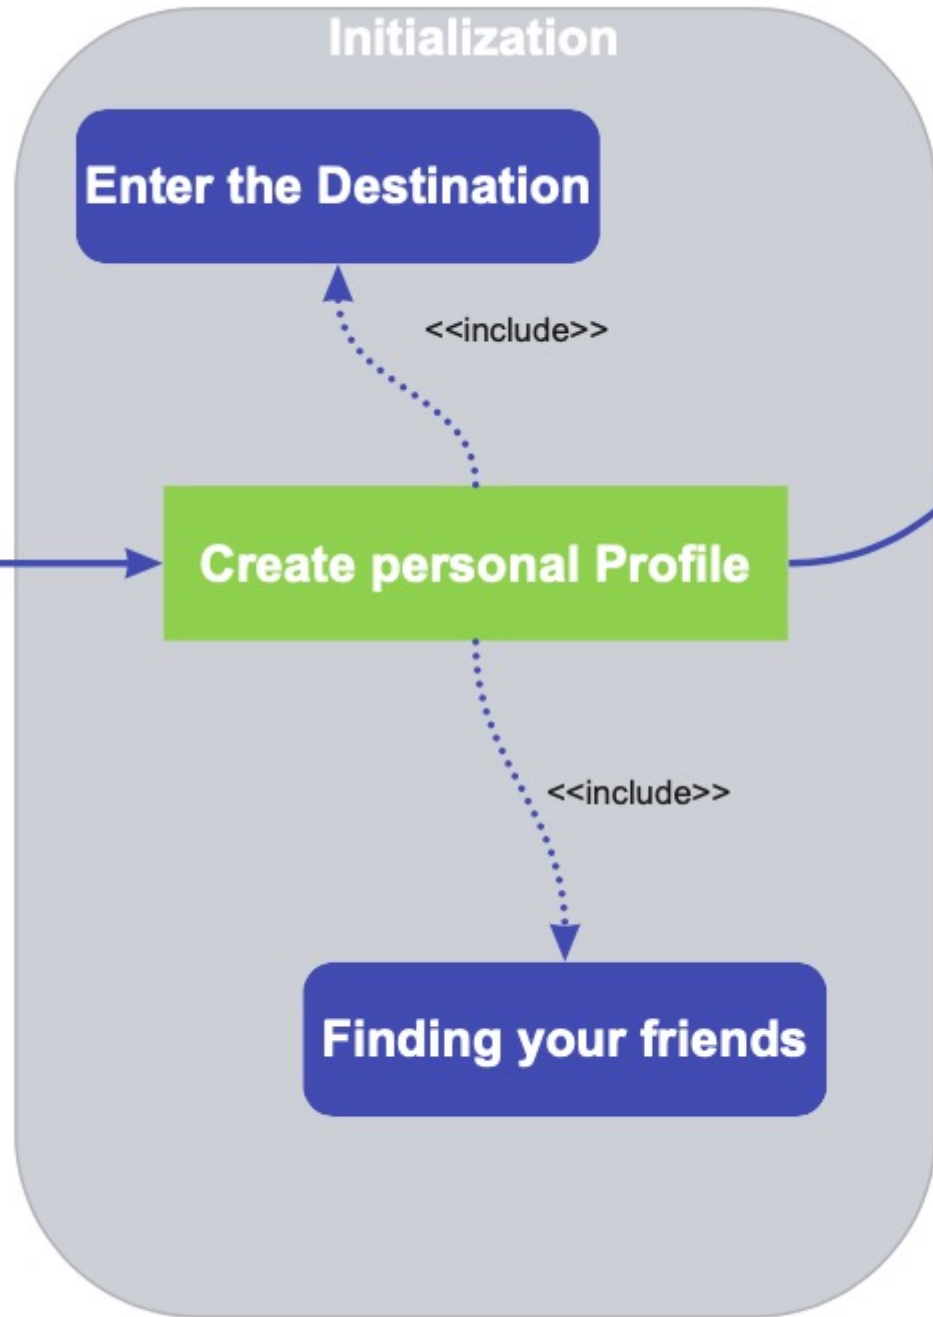 Initialization
Enter the Destination
<<include>>
Create personal Profile
<<include>>
Finding your friends